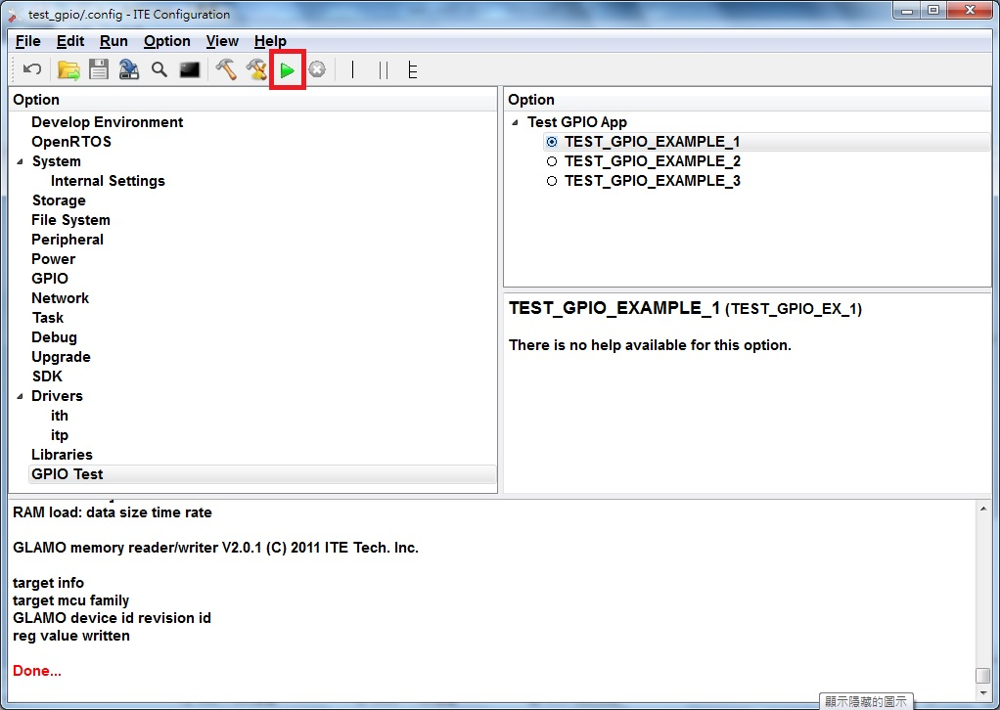 test_gpio/.config - ITE Configuration
File Edit Run Option View Help
Option
Develop Environment
OpenRTOS
System
Internal Settings
Storage
File System
Peripheral
Power
GPIO
Network
Task
Debug
Upgrade
SDK
Drivers
ith
itp
Libraries
GPIO Test
Option
Test GPIO App
TEST_GPIO_EXAMPLE_1
TEST_GPIO_EXAMPLE_2
TEST_GPIO_EXAMPLE_3
TEST_GPIO_EXAMPLE_1 (TEST_GPIO_EX_1)
There is no help available for this option.
RAM load: data size time rate
GLAMO memory reader/writer V2.0.1 (C) 2011 ITE Tech. Inc.
target info
target mcu family
GLAMO device id revision id
reg value written
Done...
顯示隱藏的圖示